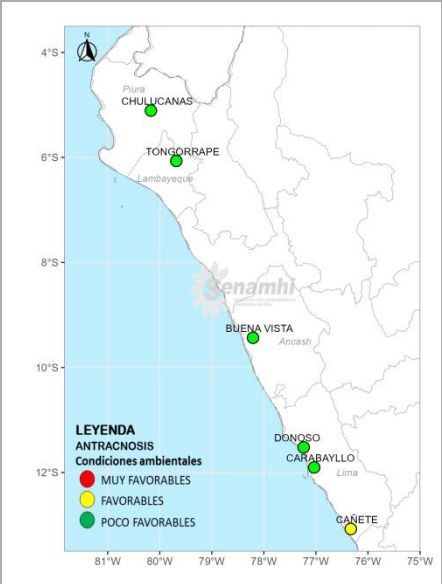 N
4°S
Piura
CHULUCANAS
6°S
TONGORRAPE
Lambayeque
8°S
Senamhi
BUENA VISTA
Ancash
10°S
DONOSO
CARABAYLLO
Lima
12°S
CAÑETE
LEYENDA
ANTRACNOSIS
Condiciones ambientales
MUY FAVORABLES
FAVORABLES
POCO FAVORABLES
81°W 80°W 79°W 78°W 77°W 76°W 75°W